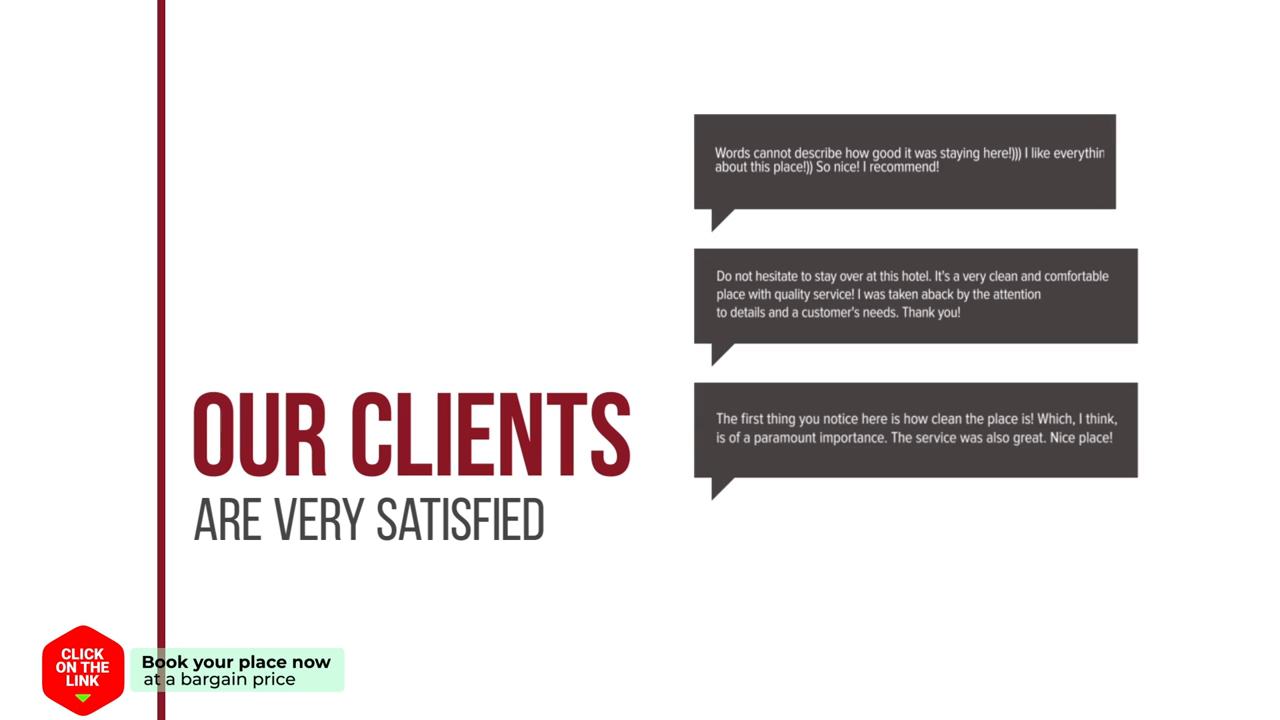 Words cannot describe how good it was staying here!))) I like everythin
about this place!)) So nice! I recommend!
Do not hesitate to stay over at this hotel. It's a very clean and comfortable
place with quality service! I was taken aback by the attention
to details and a customer's needs. Thank you!
The first thing you notice here is how clean the place is! Which, I think,
is of a paramount importance. The service was also great. Nice place!
OUR CLIENTS
ARE VERY SATISFIED
CLICK
ON THE
LINK
Book your place now
at a bargain price